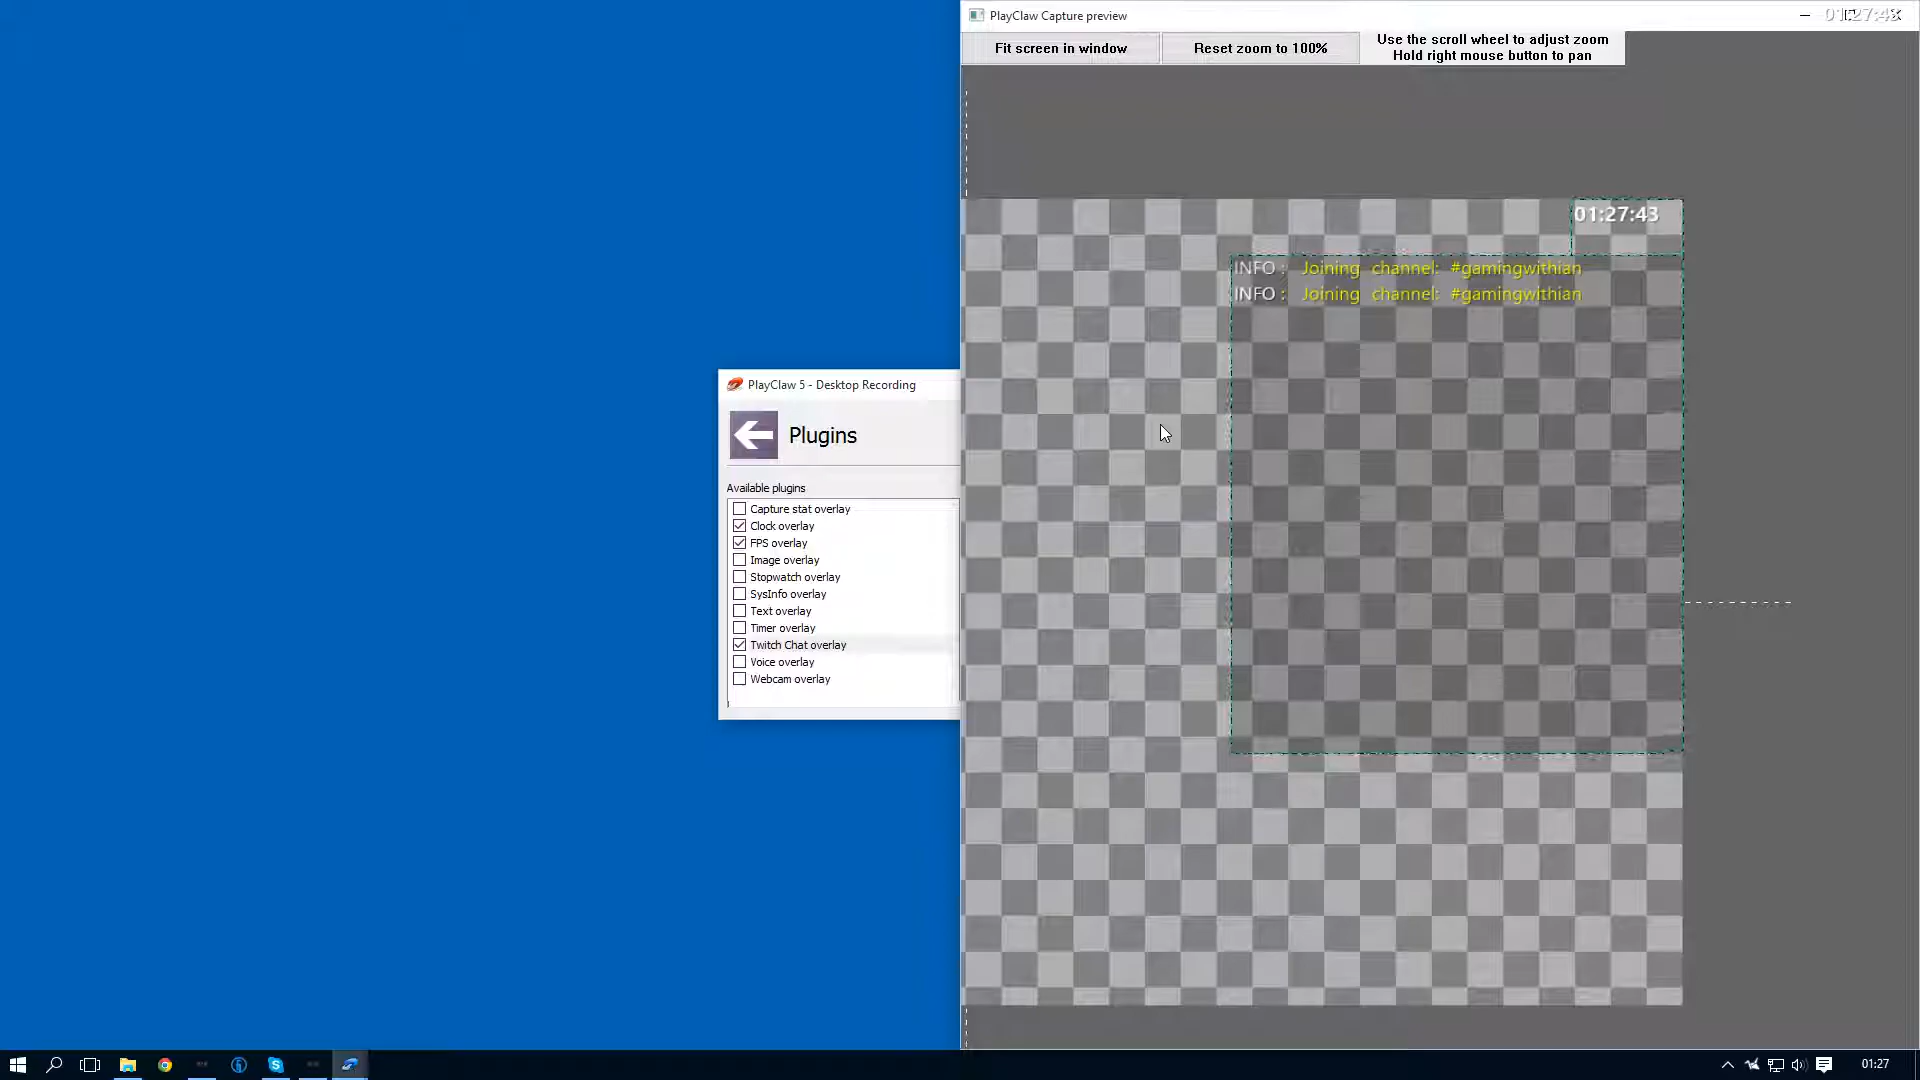 PlayClaw Capture preview
01:27:43
Fit screen in window
Reset zoom to 100%
Use the scroll wheel to adjust zoom
Hold right mouse button to pan
01:27:43
INFO : Joining channel: #gamingwithian
INFO : Joining channel: #gamingwithian
PlayClaw 5 - Desktop Recording
Plugins
Available plugins
Capture stat overlay
Clock overlay
FPS overlay
Image overlay
Stopwatch overlay
SysInfo overlay
Text overlay
Timer overlay
Twitch Chat overlay
Voice overlay
Webcam overlay
01:27